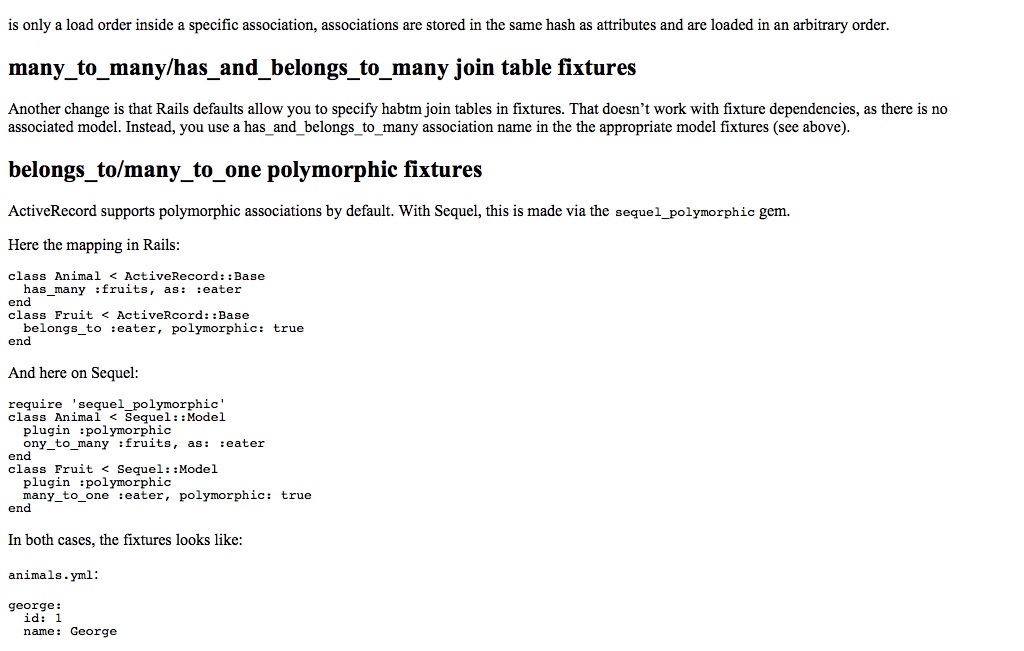 is only a load order inside a specific association, associations are stored in the same hash as attributes and are loaded in an arbitrary order.
many_to_many/has_and_belongs_to_many join table fixtures
Another change is that Rails defaults allow you to specify habtm join tables in fixtures. That doesn’t work with fixture dependencies, as there is no
associated model. Instead, you use a has_and_belongs_to_many association name in the the appropriate model fixtures (see above).
belongs_to/many_to_one polymorphic fixtures
ActiveRecord supports polymorphic associations by default. With Sequel, this is made via the sequel_polymorphic gem.
Here the mapping in Rails:
class Animal < ActiveRecord::Base
  has_many :fruits, as: :eater
end
class Fruit < ActiveRcord::Base
  belongs_to :eater, polymorphic: true
end
And here on Sequel:
require 'sequel_polymorphic'
class Animal < Sequel::Model
  plugin :polymorphic
  ony_to_many :fruits, as: :eater
end
class Fruit < Sequel::Model
  plugin :polymorphic
  many_to_one :eater, polymorphic: true
end
In both cases, the fixtures looks like:
animals.yml:
george:
  id: 1
  name: George